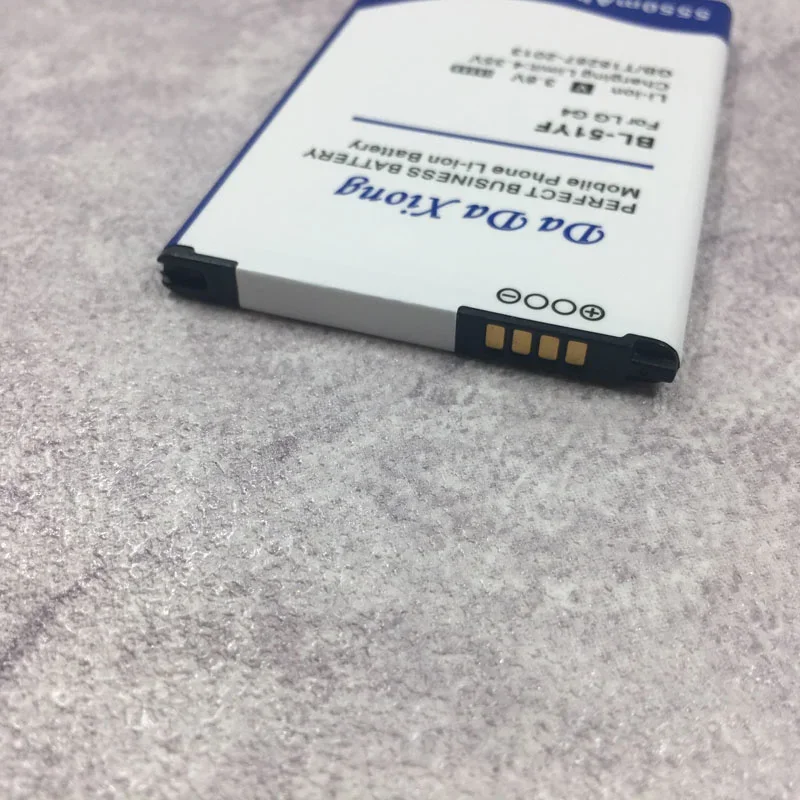 Da Da Xiong
PERFECT BUSINESS BATTERY
Mobile Phone Li-ion Battery
BL-51YF
For LG G4
Li-ion 3.8V
Charging Limit:4.35V
GB/T18287-2013
5550mAh